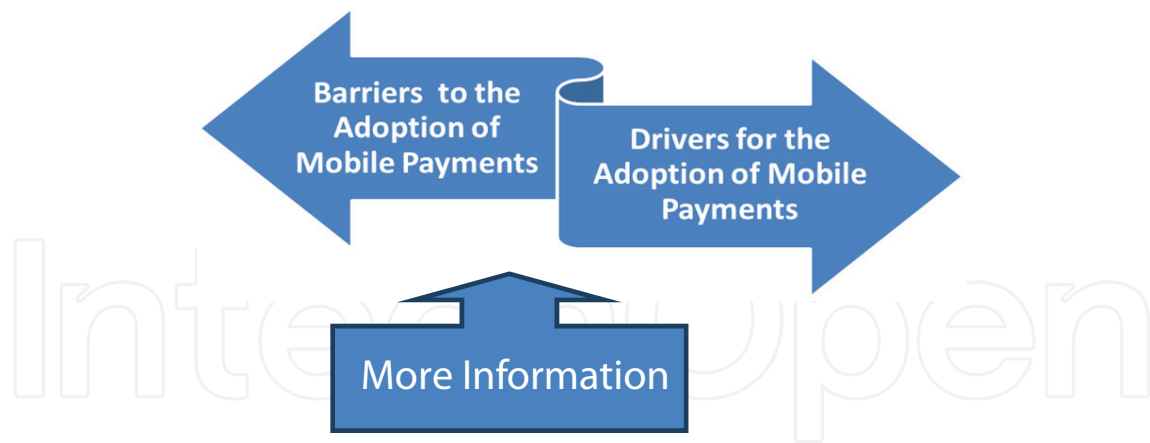 Barriers to the
Adoption of
Mobile Payments
Drivers for the
Adoption of Mobile
Payments
More Information